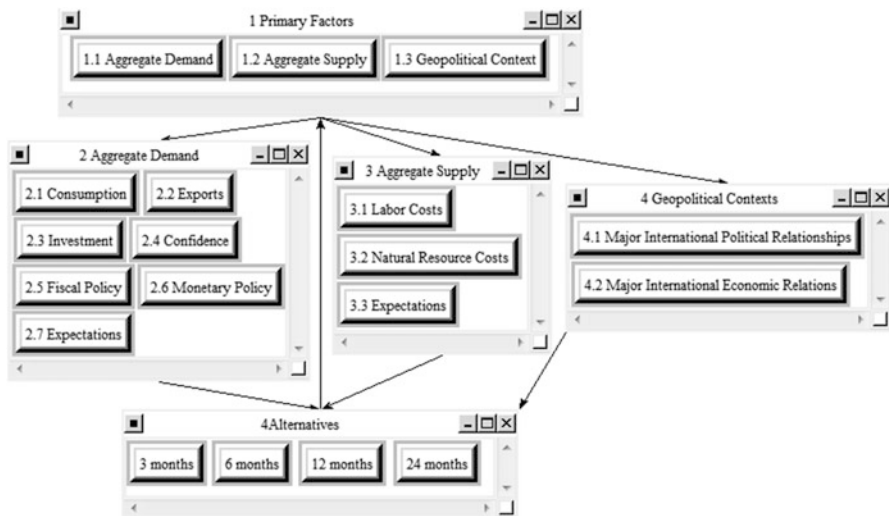 1 Primary Factors
1.1 Aggregate Demand 1.2 Aggregate Supply 1.3 Geopolitical Context
2 Aggregate Demand
2.1 Consumption 2.2 Exports
2.3 Investment 2.4 Confidence
2.5 Fiscal Policy 2.6 Monetary Policy
2.7 Expectations
3 Aggregate Supply
3.1 Labor Costs
3.2 Natural Resource Costs
3.3 Expectations
4 Geopolitical Contexts
4.1 Major International Political Relationships
4.2 Major International Economic Relations
4Alternatives
3 months 6 months 12 months 24 months